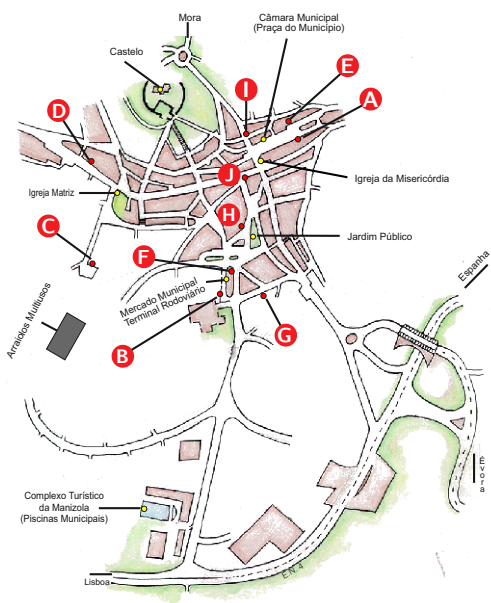 Mora
Câmara Municipal
(Praça do Município)
Castelo
E
I
A
D
J
Igreja da Misericórdia
Igreja Matriz
H
Jardim Público
C
F
Espanha
Mercado Municipal
Terminal Rodoviário
G
Arraiolos Multiusos
B
Évora
Complexo Turístico
da Manizola
(Piscinas Municipais)
EN 4
Lisboa